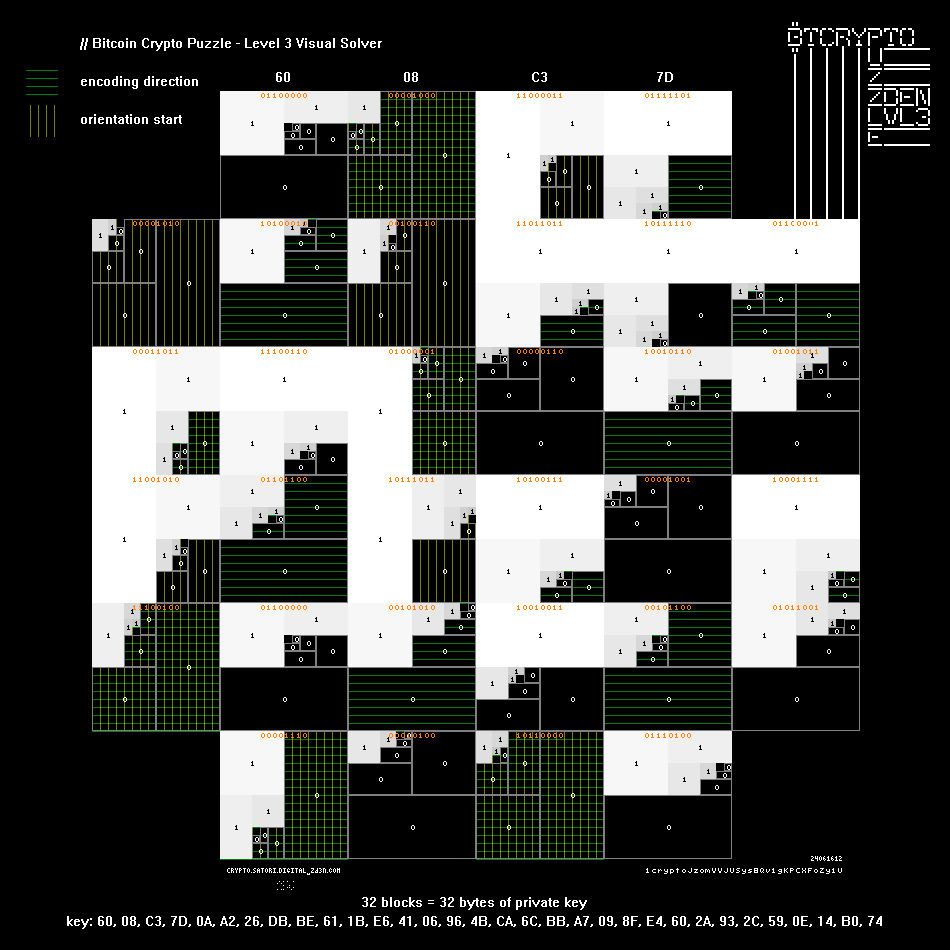 // Bitcoin Crypto Puzzle - Level 3 Visual Solver
BTCRYPTO
ZDEN
LVL3
encoding direction
orientation start
60 08 C3 7D
01100000 00001000 11000011 01111101
00001010 10100010 00100110 11011011 10111110 01100001
00011011 11100110 01000001 00000110 10010110 01001011
11001010 01101100 10111011 10100111 00001001 10001111
11100100 01100000 00101010 10010011 00101100 01011001
00001110 00010100 10110000 01110100
24061612
CRYPTO.SATORI.DIGITAL_ZD3N.COM
32 blocks = 32 bytes of private key
key: 60, 08, C3, 7D, 0A, A2, 26, DB, BE, 61, 1B, E6, 41, 06, 96, 4B, CA, 6C, BB, A7, 09, 8F, E4, 60, 2A, 93, 2C, 59, 0E, 14, B0, 74